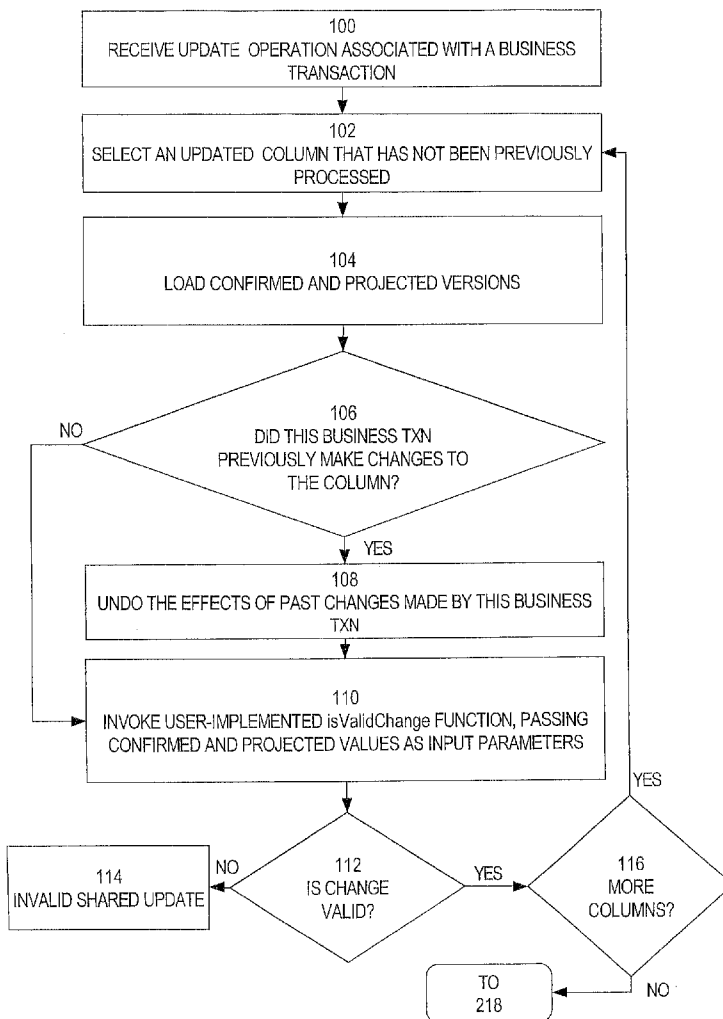 100
RECEIVE UPDATE OPERATION ASSOCIATED WITH A BUSINESS
TRANSACTION
102
SELECT AN UPDATED COLUMN THAT HAS NOT BEEN PREVIOUSLY
PROCESSED
104
LOAD CONFIRMED AND PROJECTED VERSIONS
106
DID THIS BUSINESS TXN
PREVIOUSLY MAKE CHANGES TO
THE COLUMN?
NO
YES
108
UNDO THE EFFECTS OF PAST CHANGES MADE BY THIS BUSINESS
TXN
110
INVOKE USER-IMPLEMENTED isValidChange FUNCTION, PASSING
CONFIRMED AND PROJECTED VALUES AS INPUT PARAMETERS
112
IS CHANGE
VALID?
NO
114
INVALID SHARED UPDATE
YES
116
MORE
COLUMNS?
YES
NO
TO
218